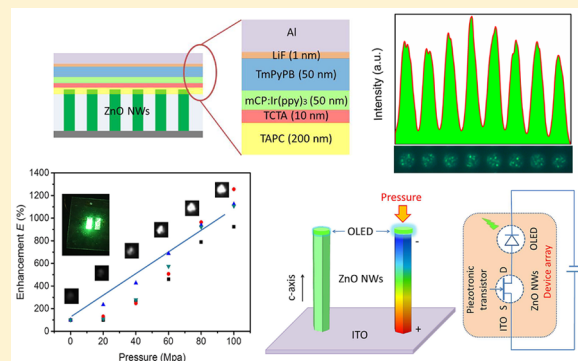 Al
LiF (1 nm)
TmPyPB (50 nm)
mCP:Ir(ppy)₃ (50 nm)
TCTA (10 nm)
TAPC (200 nm)
ZnO NWs
Intensity (a.u.)
Enhancement E (%)
1400
1200
1000
800
600
400
200
0
0 20 40 60 80 100
Pressure (Mpa)
Pressure
OLED
-
ZnO NWs
c-axis
+
ITO
Piezotronic
transistor
OLED
D
S
ITO
ZnO NWs
Device array